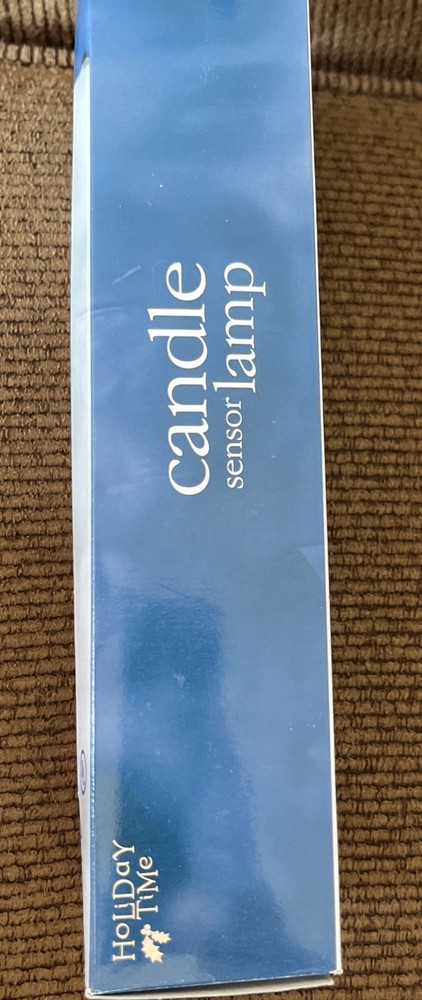 candle
sensor lamp
HoLiDaY
TiMe